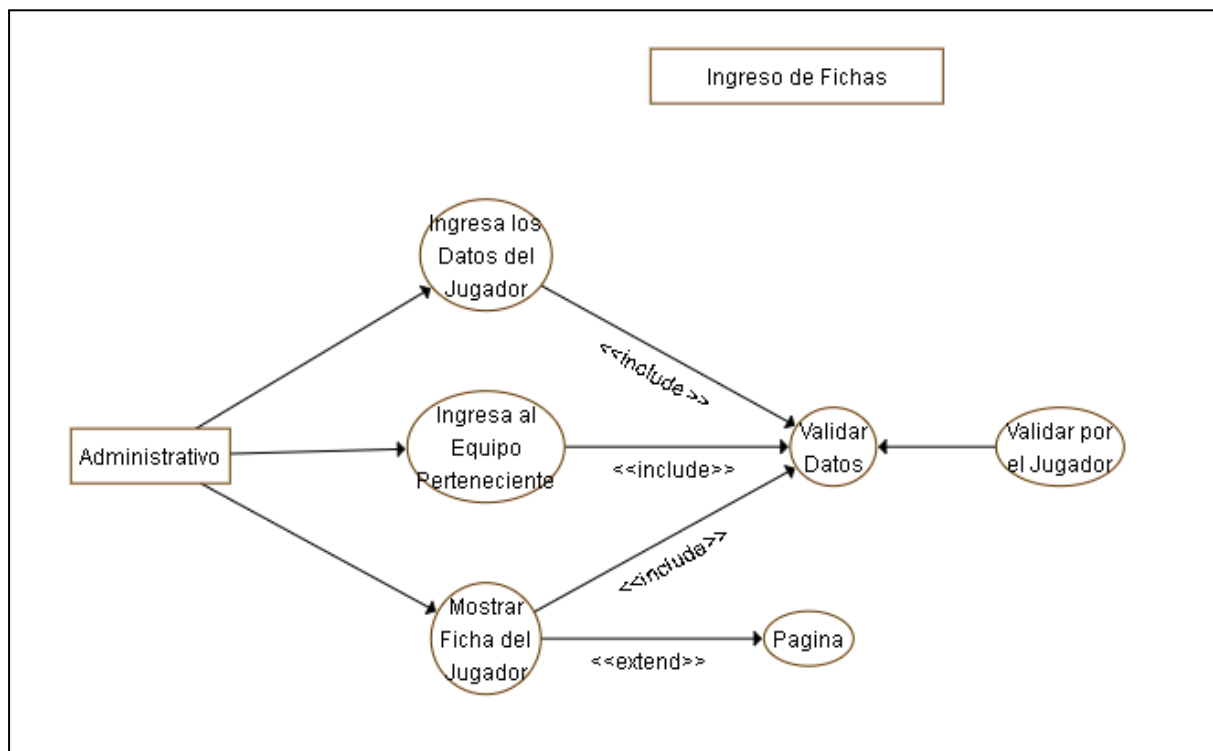 Ingreso de Fichas
Ingresa los
Datos del
Jugador
<<include>>
Administrativo
Ingresa al
Equipo
Perteneciente
<<include>>
Validar
Datos
Validar por
el Jugador
<<include>>
Mostrar
Ficha del
Jugador
<<extend>>
Pagina